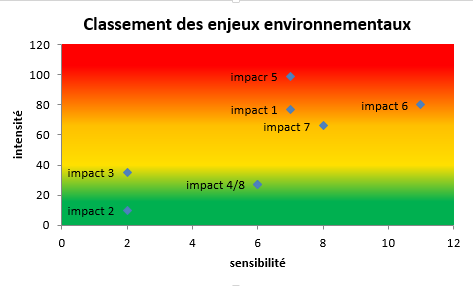 Classement des enjeux environnementaux
120
100
80
60
40
20
0
intensité
impacr 5
impact 1
impact 6
impact 7
impact 3
impact 4/8
impact 2
0 2 4 6 8 10 12
sensibilité